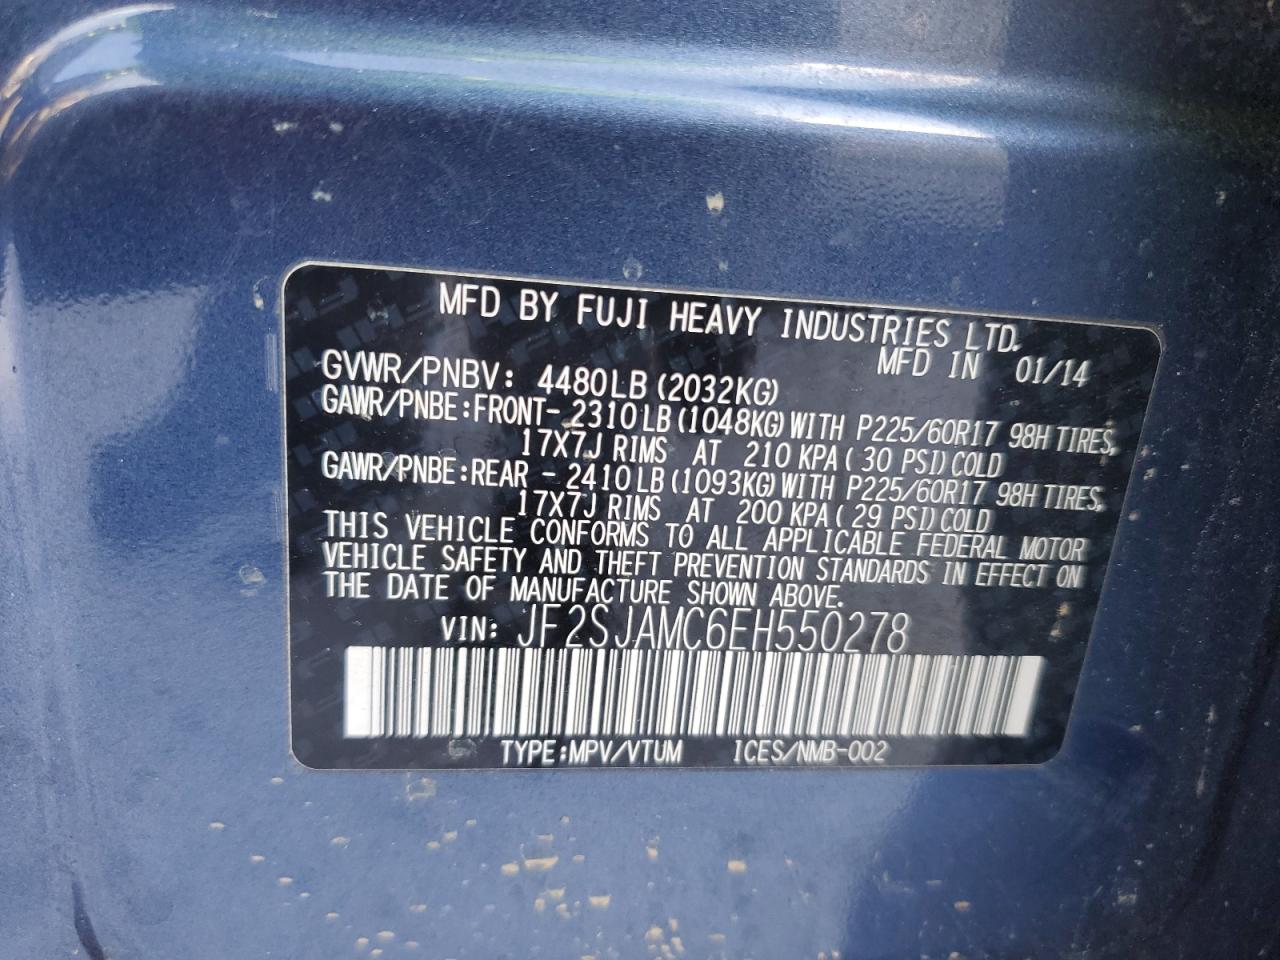 MFD BY FUJI HEAVY INDUSTRIES LTD.
MFD IN 01/14
GVWR/PNBV: 4480LB (2032KG)
GAWR/PNBE:FRONT- 2310 LB (1048KG) WITH P225/60R17 98H TIRES,
17X7J RIMS AT 210 KPA ( 30 PSI) COLD
GAWR/PNBE:REAR - 2410 LB (1093KG) WITH P225/60R17 98H TIRES,
17X7J RIMS AT 200 KPA ( 29 PSI) COLD
THIS VEHICLE CONFORMS TO ALL APPLICABLE FEDERAL MOTOR
VEHICLE SAFETY AND THEFT PREVENTION STANDARDS IN EFFECT ON
THE DATE OF MANUFACTURE SHOWN ABOVE.
VIN: JF2SJAMC6EH550278
TYPE:MPV/VTUM ICES/NMB-002